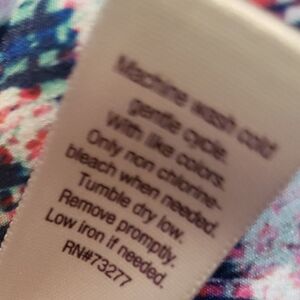 Machine wash cold
gentle cycle.
With like colors.
Only non chlorine-
bleach when needed.
Tumble dry low.
Remove promptly.
Low iron if needed.
RN#73277